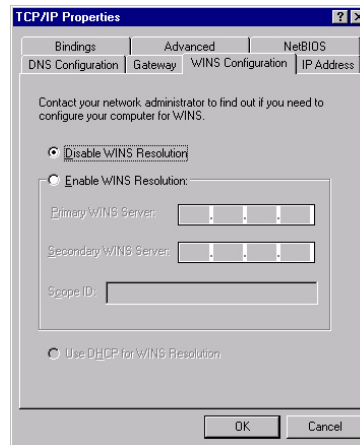 TCP/IP Properties
Bindings Advanced NetBIOS
DNS Configuration Gateway WINS Configuration IP Address
Contact your network administrator to find out if you need to
configure your computer for WINS.
Disable WINS Resolution
Enable WINS Resolution:
Primary WINS Server:
Secondary WINS Server:
Scope ID:
Use DHCP for WINS Resolution
OK Cancel